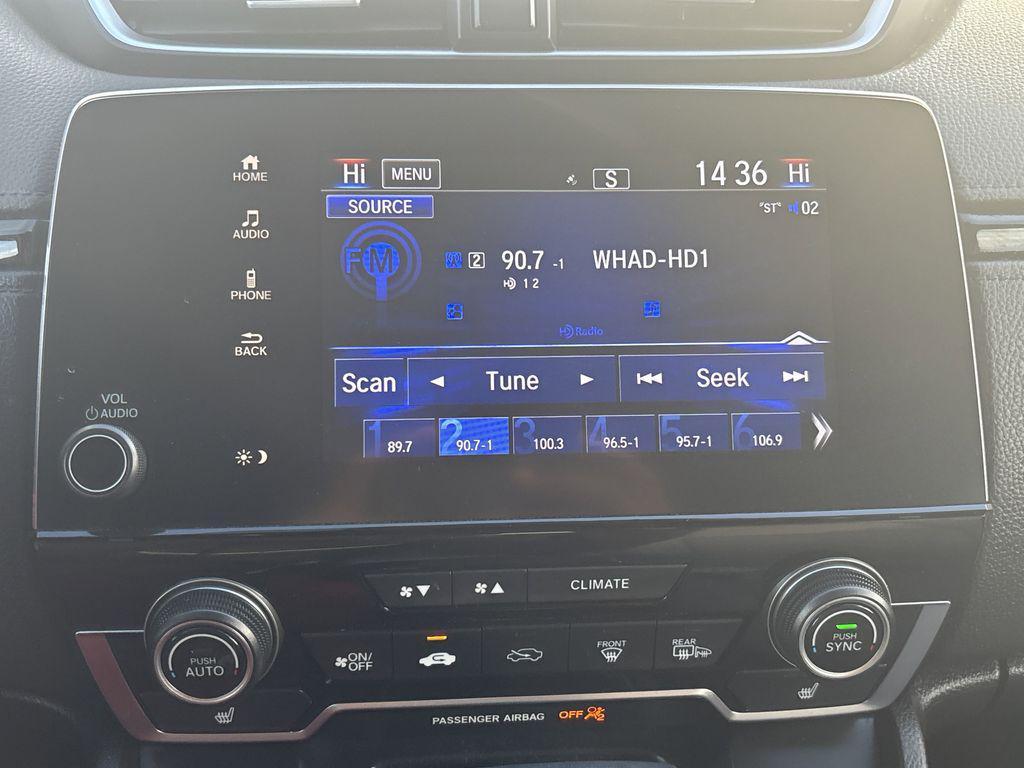 Hi MENU S 14 36 Hi
HOME
SOURCE
"ST" 02
AUDIO
FM 2 90.7 -1 WHAD-HD1
HD 1 2
PHONE
HD Radio
BACK
Scan Tune Seek
VOL
AUDIO
1 89.7 2 90.7-1 3 100.3 4 96.5-1 5 95.7-1 6 106.9
CLIMATE
PUSH AUTO
ON/OFF
FRONT
REAR
PUSH SYNC
PASSENGER AIRBAG OFF 2